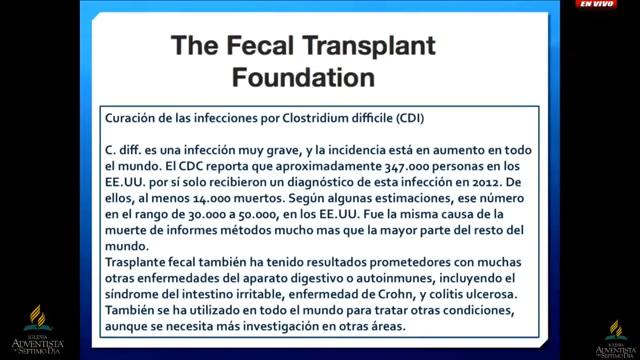 EN VIVO
The Fecal Transplant
Foundation
Curación de las infecciones por Clostridium difficile (CDI)
C. diff. es una infección muy grave, y la incidencia está en aumento en todo
el mundo. El CDC reporta que aproximadamente 347.000 personas en los
EE.UU. por sí solo recibieron un diagnóstico de esta infección en 2012. De
ellos, al menos 14.000 muertos. Según algunas estimaciones, ese número
en el rango de 30.000 a 50.000, en los EE.UU. Fue la misma causa de la
muerte de informes métodos mucho mas que la mayor parte del resto del
mundo.
Trasplante fecal también ha tenido resultados prometedores con muchas
otras enfermedades del aparato digestivo o autoinmunes, incluyendo el
síndrome del intestino irritable, enfermedad de Crohn, y colitis ulcerosa.
También se ha utilizado en todo el mundo para tratar otras condiciones,
aunque se necesita más investigación en otras áreas.
IGLESIA
ADVENTISTA
DEL SÉPTIMO DÍA
IGLESIA
ADVENTISTA
DEL SÉPTIMO DÍA